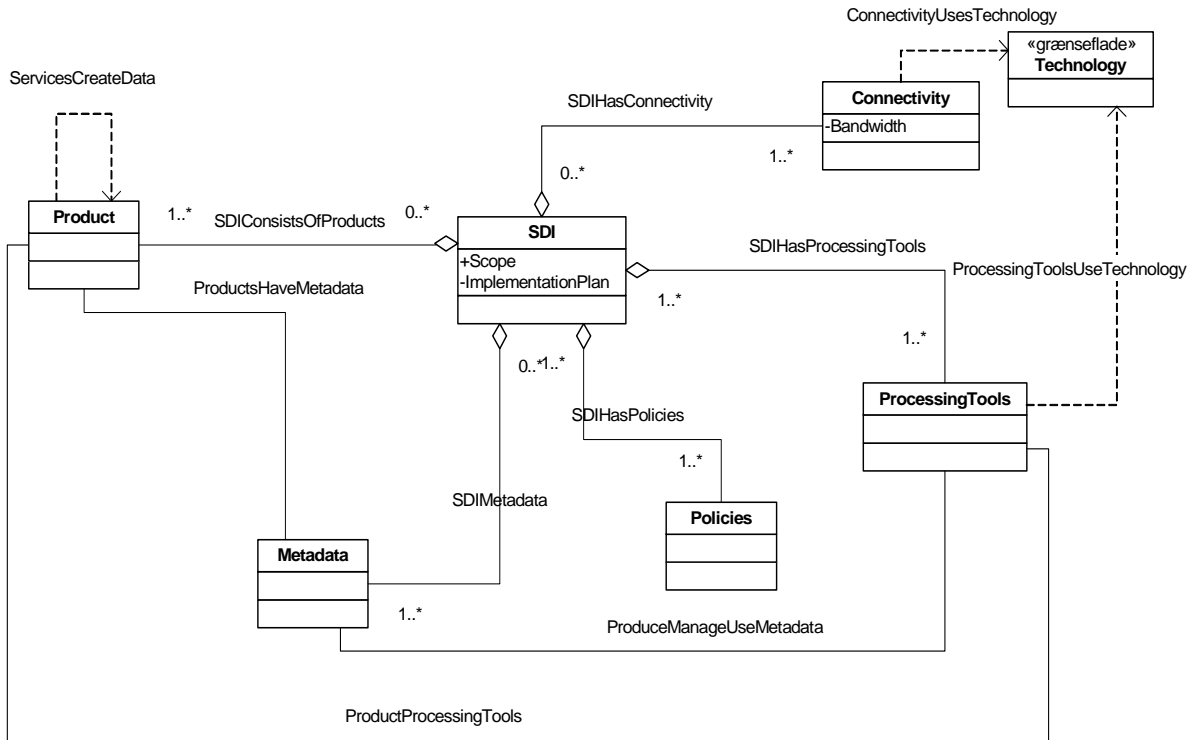 ConnectivityUsesTechnology
«grænseflade»
Technology
ServicesCreateData
SDIHasConnectivity
Connectivity
-Bandwidth
1..*
0..*
Product
1..*
SDIConsistsOfProducts
0..*
SDI
+Scope
-ImplementationPlan
SDIHasProcessingTools
ProcessingToolsUseTechnology
ProductsHaveMetadata
1..*
1..*
0..*
1..*
ProcessingTools
SDIHasPolicies
1..*
SDIMetadata
Policies
Metadata
1..*
ProduceManageUseMetadata
ProductProcessingTools